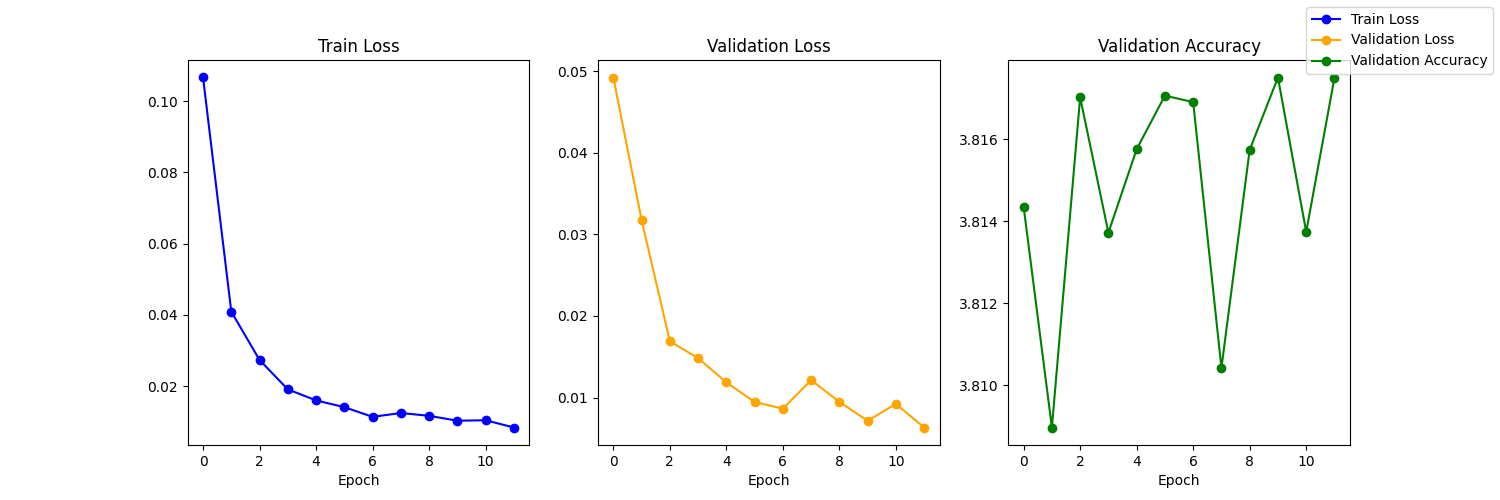 Train Loss
0.10
0.08
0.06
0.04
0.02
0 2 4 6 8 10
Epoch
Validation Loss
0.05
0.04
0.03
0.02
0.01
0 2 4 6 8 10
Epoch
Validation Accuracy
3.816
3.814
3.812
3.810
0 2 4 6 8 10
Epoch
Train Loss
Validation Loss
Validation Accuracy